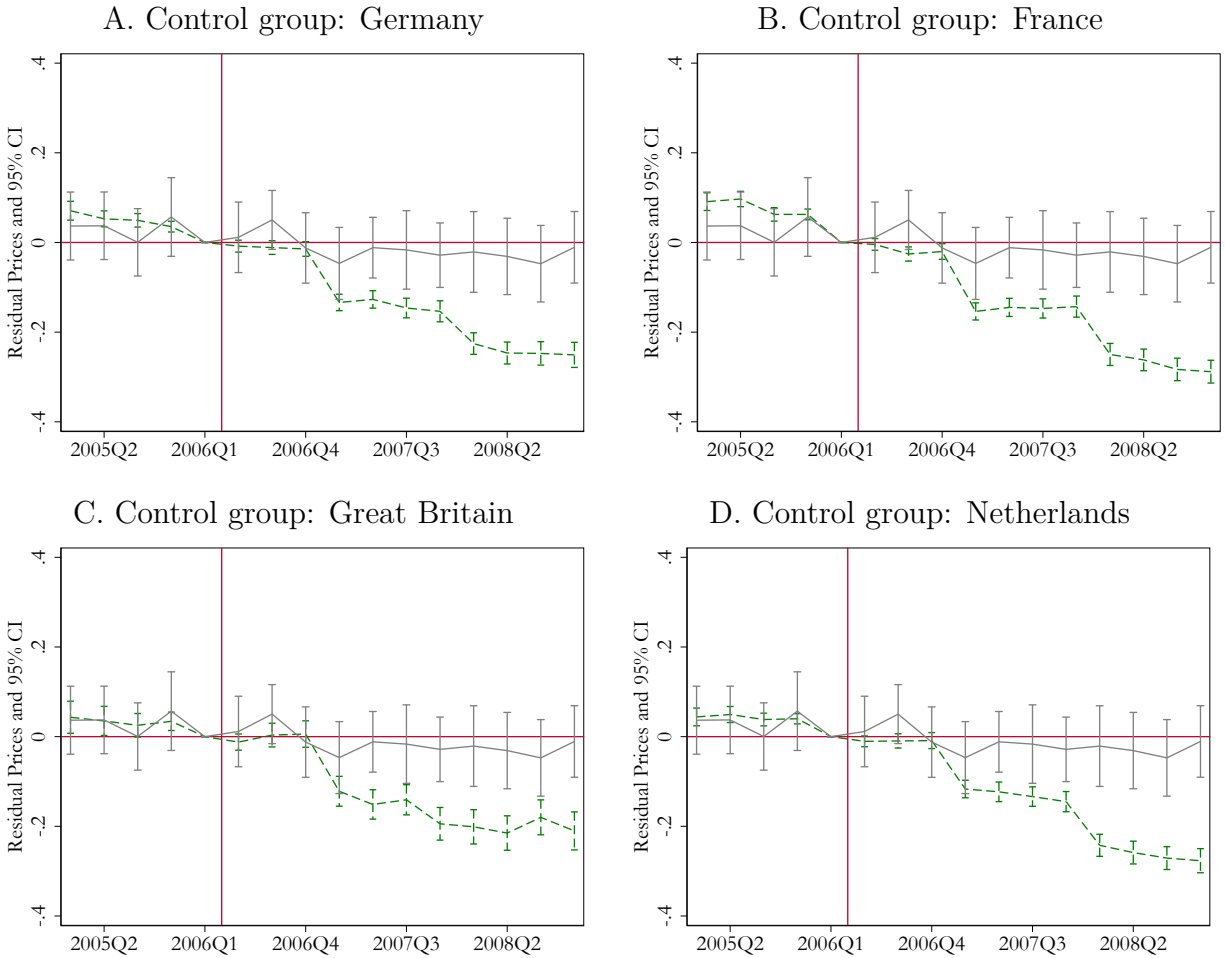 A. Control group: Germany
Residual Prices and 95% CI
.4
.2
0
-.2
-.4
2005Q2 2006Q1 2006Q4 2007Q3 2008Q2
B. Control group: France
Residual Prices and 95% CI
.4
.2
0
-.2
-.4
2005Q2 2006Q1 2006Q4 2007Q3 2008Q2
C. Control group: Great Britain
Residual Prices and 95% CI
.4
.2
0
-.2
-.4
2005Q2 2006Q1 2006Q4 2007Q3 2008Q2
D. Control group: Netherlands
Residual Prices and 95% CI
.4
.2
0
-.2
-.4
2005Q2 2006Q1 2006Q4 2007Q3 2008Q2